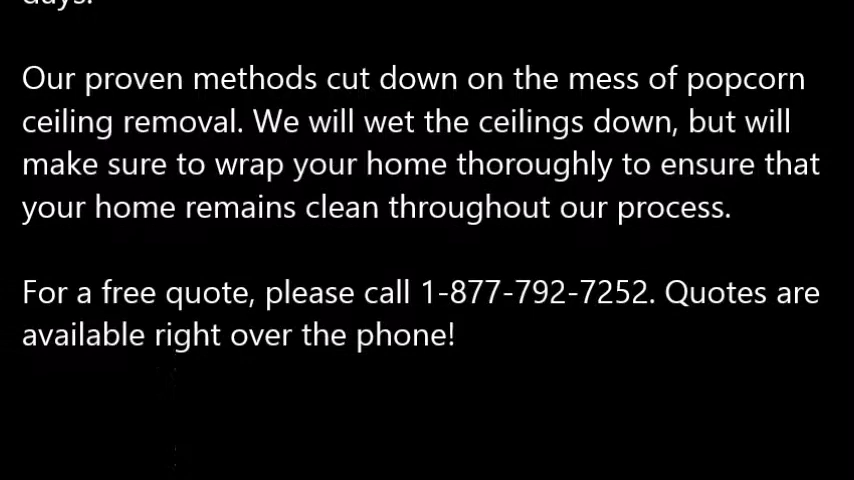 days.
Our proven methods cut down on the mess of popcorn
ceiling removal. We will wet the ceilings down, but will
make sure to wrap your home thoroughly to ensure that
your home remains clean throughout our process.
For a free quote, please call 1-877-792-7252. Quotes are
available right over the phone!